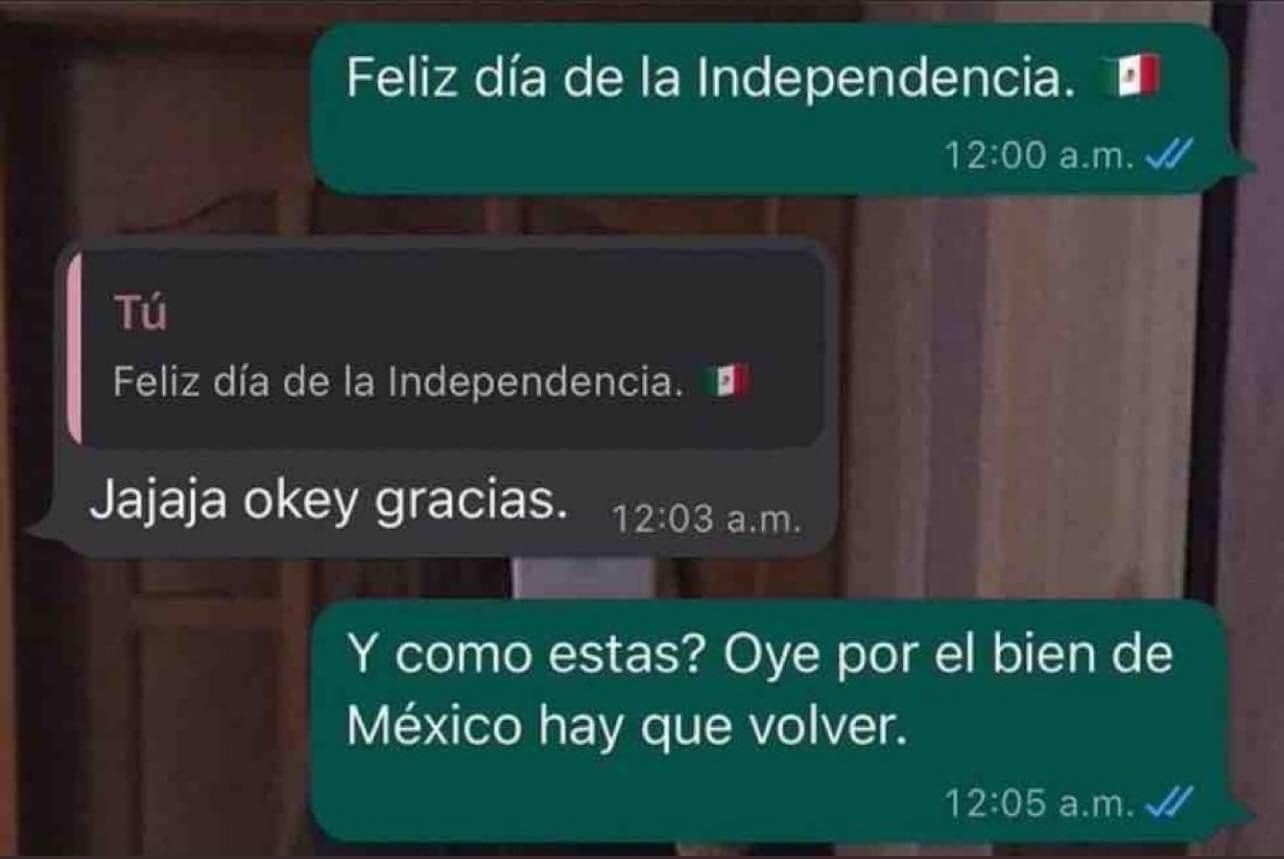 Feliz día de la Independencia. 🇲🇽
12:00 a.m.
Tú
Feliz día de la Independencia. 🇲🇽
Jajaja okey gracias. 12:03 a.m.
Y como estas? Oye por el bien de
México hay que volver.
12:05 a.m.